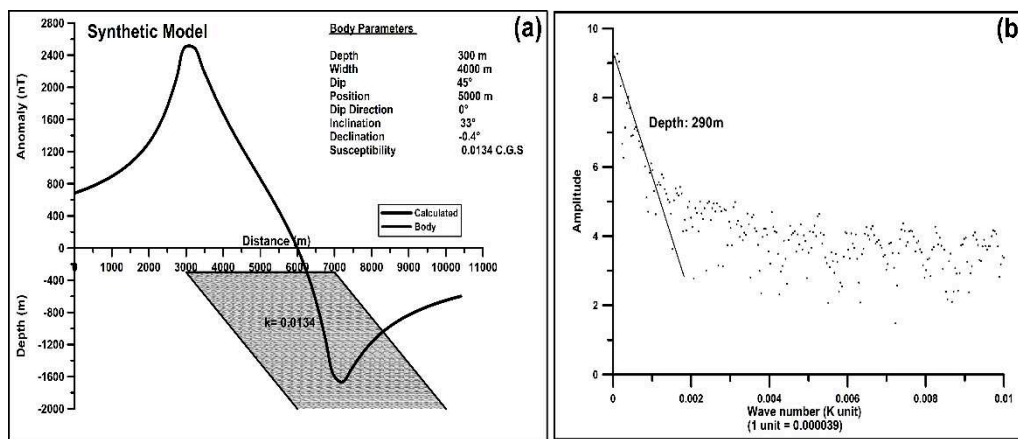 Synthetic Model
(a)
Body Parameters
Depth 300 m
Width 4000 m
Dip 45°
Position 5000 m
Dip Direction 0°
Inclination 33°
Declination -0.4°
Susceptibility 0.0134 C.G.S
Anomaly (nT)
2800
2400
2000
1600
1200
800
400
0
-400
-800
-1200
-1600
-2000
Depth (m)
Calculated
Body
Distance (m)
0 1000 2000 3000 4000 5000 6000 7000 8000 9000 10000 11000
k= 0.0134
(b)
Depth: 290m
Amplitude
10
8
6
4
2
0
0 0.002 0.004 0.006 0.008 0.01
Wave number (K unit)
(1 unit = 0.000039)